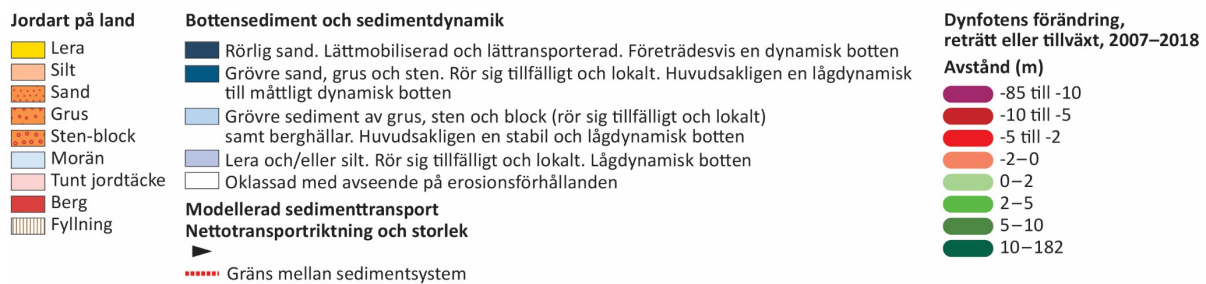 Jordart på land
Lera
Silt
Sand
Grus
Sten-block
Morän
Tunt jordtäcke
Berg
Fyllning
Bottensediment och sedimentdynamik
Rörlig sand. Lättmobiliserad och lättransporterad. Företrädesvis en dynamisk botten
Grövre sand, grus och sten. Rör sig tillfälligt och lokalt. Huvudsakligen en lågdynamisk
till måttligt dynamisk botten
Grövre sediment av grus, sten och block (rör sig tillfälligt och lokalt)
samt berghällar. Huvudsakligen en stabil och lågdynamisk botten
Lera och/eller silt. Rör sig tillfälligt och lokalt. Lågdynamisk botten
Oklassad med avseende på erosionsförhållanden
Modellerad sedimenttransport
Nettotransportriktning och storlek
Gräns mellan sedimentsystem
Dynfotens förändring,
reträtt eller tillväxt, 2007–2018
Avstånd (m)
-85 till -10
-10 till -5
-5 till -2
-2–0
0–2
2–5
5–10
10–182